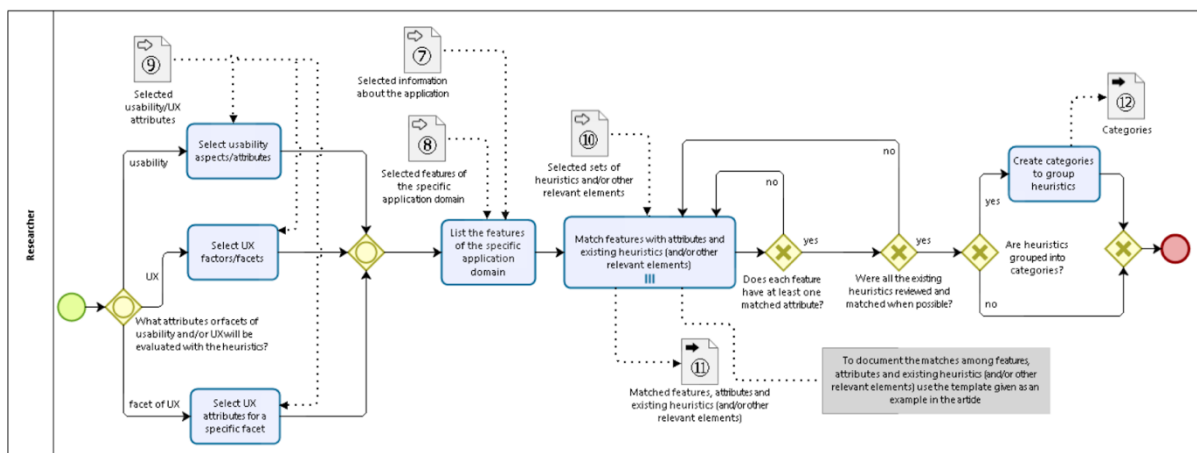 Researcher
⑨
Selected
usability/UX
attributes
usability
Select usability
aspects/attributes
UX
Select UX
factors/facets
What attributes or facets of
usability and/or UX will be
evaluated with the heuristics?
facet of UX
Select UX
attributes for a
specific facet
⑦
Selected information
about the application
⑧
Selected features of
the specific
application domain
List the features
of the specific
application domain
⑩
Selected sets of
heuristics and/or other
relevant elements
Match features with attributes and
existing heuristics (and/or other
relevant elements)
⑪
Matched features, attributes and
existing heuristics (and/or other
relevant elements)
no
yes
Does each feature
have at least one
matched attribute?
no
yes
Were all the existing
heuristics reviewed and
matched when possible?
To document the matches among features,
attributes and existing heuristics (and/or other
relevant elements) use the template given as an
example in the article
yes
Are heuristics
grouped into
categories?
no
Create categories
to group
heuristics
⑫
Categories